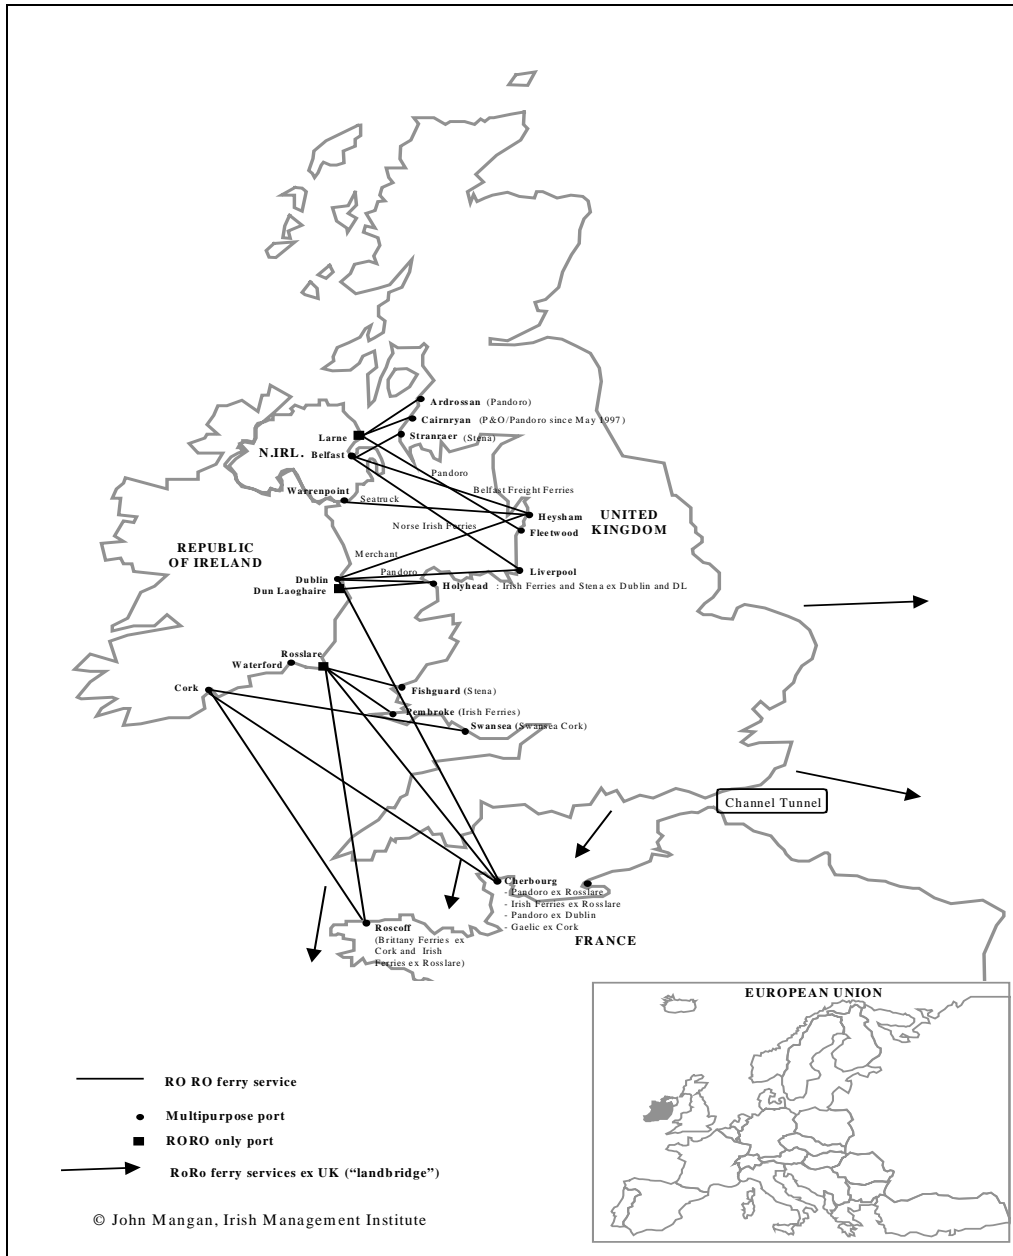 Ardrossan (Pandoro)
Cairnryan (P&O/Pandoro since May 1997)
Stranraer (Stena)
Larne
N.IRL. Belfast
Pandoro
Belfast Freight Ferries
Warrenpoint
Seatruck
Heysham
UNITED
KINGDOM
Norse Irish Ferries
Fleetwood
REPUBLIC
OF IRELAND
Merchant
Pandoro
Liverpool
Dublin
Holyhead : Irish Ferries and Stena ex Dublin and DL
Dun Laoghaire
Rosslare
Waterford
Cork
Fishguard (Stena)
Pembroke (Irish Ferries)
Swansea (Swansea Cork)
Channel Tunnel
Cherbourg
- Pandoro ex Rosslare
- Irish Ferries ex Rosslare
- Pandoro ex Dublin
- Gaelic ex Cork
FRANCE
Roscoff
(Brittany Ferries ex
Cork and Irish
Ferries ex Rosslare)
EUROPEAN UNION
RO RO ferry service
Multipurpose port
RORO only port
RoRo ferry services ex UK (“landbridge”)
© John Mangan, Irish Management Institute